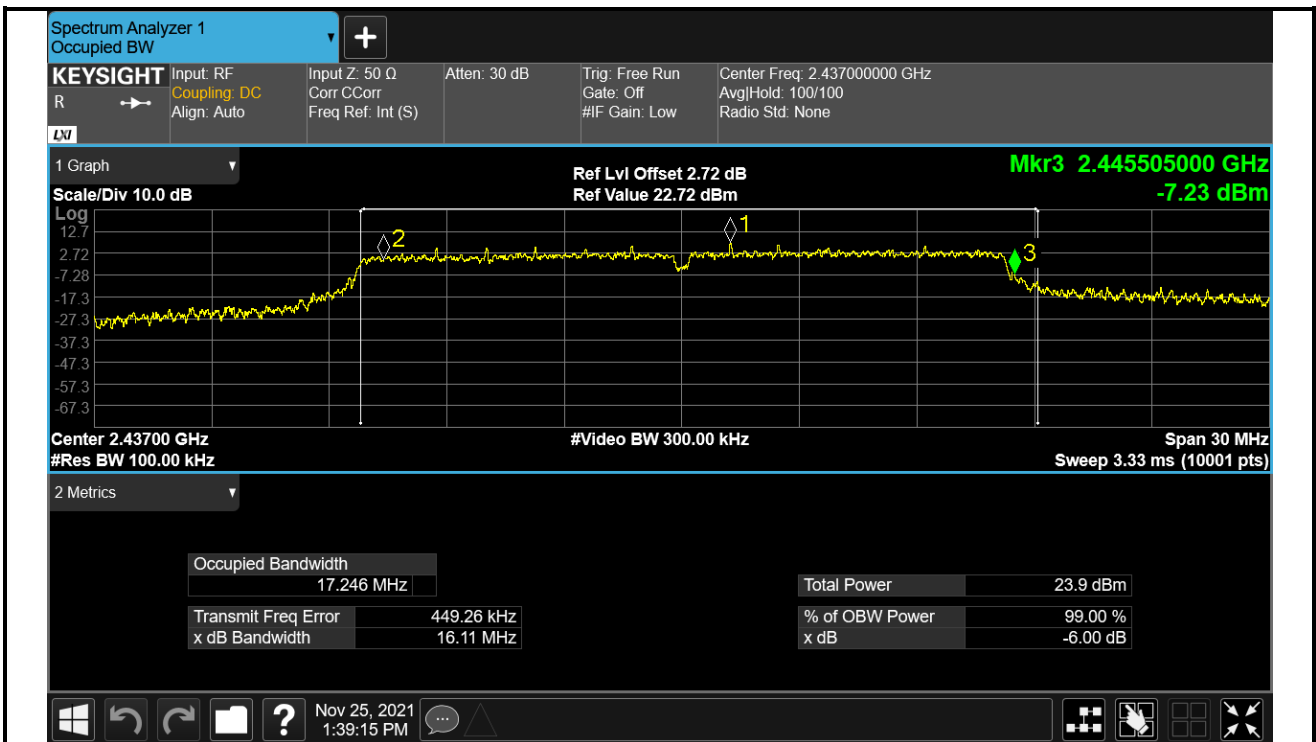 Spectrum Analyzer 1
Occupied BW
KEYSIGHT
R
LXI
Input: RF
Coupling: DC
Align: Auto
Input Z: 50 Ω
Corr CCorr
Freq Ref: Int (S)
Atten: 30 dB
Trig: Free Run
Gate: Off
#IF Gain: Low
Center Freq: 2.437000000 GHz
Avg|Hold: 100/100
Radio Std: None
1 Graph
Scale/Div 10.0 dB
Ref Lvl Offset 2.72 dB
Ref Value 22.72 dBm
Mkr3 2.445505000 GHz
-7.23 dBm
Log
12.7
2.72
-7.28
-17.3
-27.3
-37.3
-47.3
-57.3
-67.3
2
1
3
Center 2.43700 GHz
#Res BW 100.00 kHz
#Video BW 300.00 kHz
Span 30 MHz
Sweep 3.33 ms (10001 pts)
2 Metrics
Occupied Bandwidth
17.246 MHz
Transmit Freq Error 449.26 kHz
x dB Bandwidth 16.11 MHz
Total Power 23.9 dBm
% of OBW Power 99.00 %
x dB -6.00 dB
?
Nov 25, 2021
1:39:15 PM